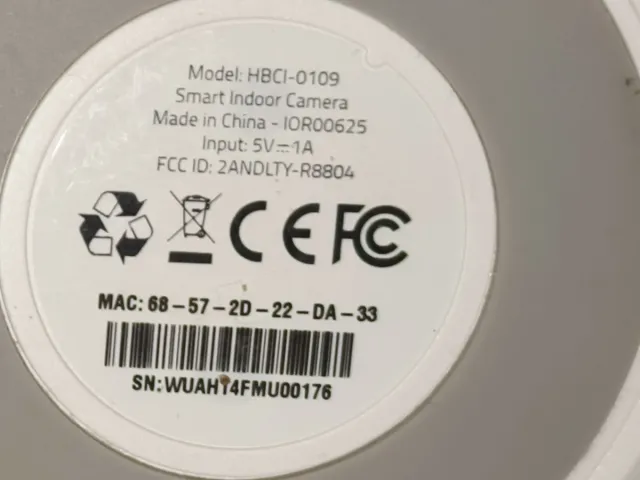 Model: HBCI-0109
Smart Indoor Camera
Made in China - IOR00625
Input: 5V⎓1A
FCC ID: 2ANDLTY-R8804
CE FC
MAC: 68-57-2D-22-DA-33
SN:WUAH14FMU00176